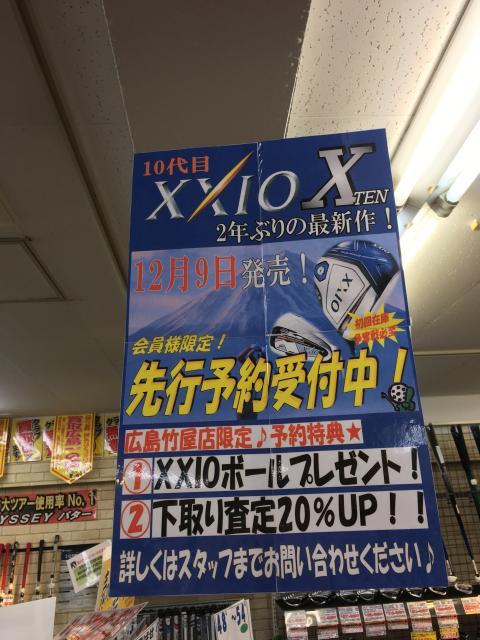 10代目
XXIO X
TEN
2年ぶりの最新作！
12月9日発売！
XXIO
初回在庫
会員様限定！
先行予約受付中！
広島竹屋店限定♪予約特典★
① XXIOボールプレゼント！
② 下取り査定20%UP！！
詳しくはスタッフまでお問い合わせください♪
大ツアー使用率No.1
YSSEY パター